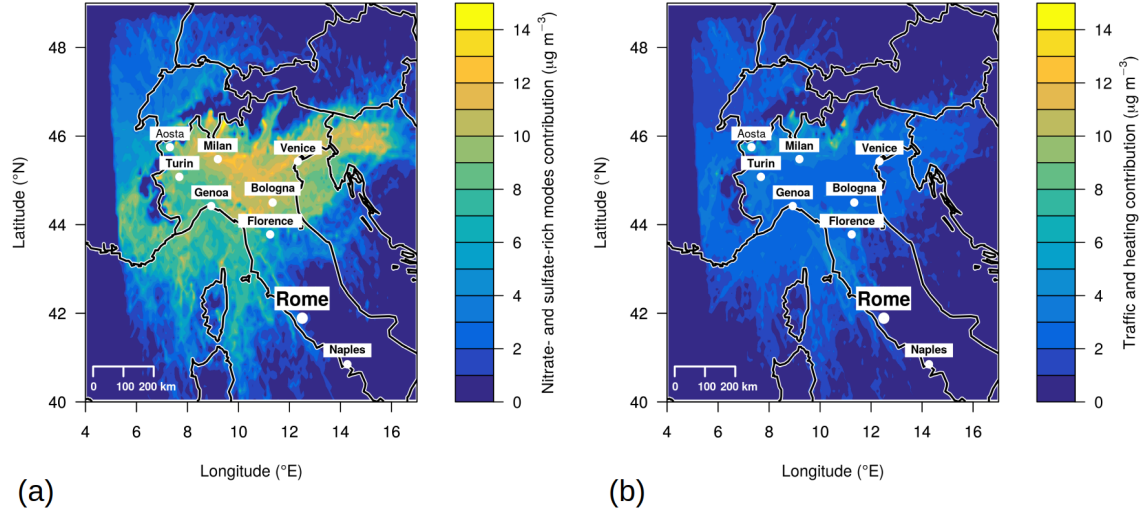 48
46
44
42
40
4
6
8
10
12
14
16
Latitude (°N)
Longitude (°E)
Aosta
Milan
Venice
Turin
Genoa
Bologna
Florence
Rome
Naples
0 100 200 km
14
12
10
8
6
4
2
0
Nitrate- and sulfate-rich modes contribution (μg m⁻³)
(a)
48
46
44
42
40
4
6
8
10
12
14
16
Latitude (°N)
Longitude (°E)
Aosta
Milan
Venice
Turin
Genoa
Bologna
Florence
Rome
Naples
0 100 200 km
14
12
10
8
6
4
2
0
Traffic and heating contribution (μg m⁻³)
(b)